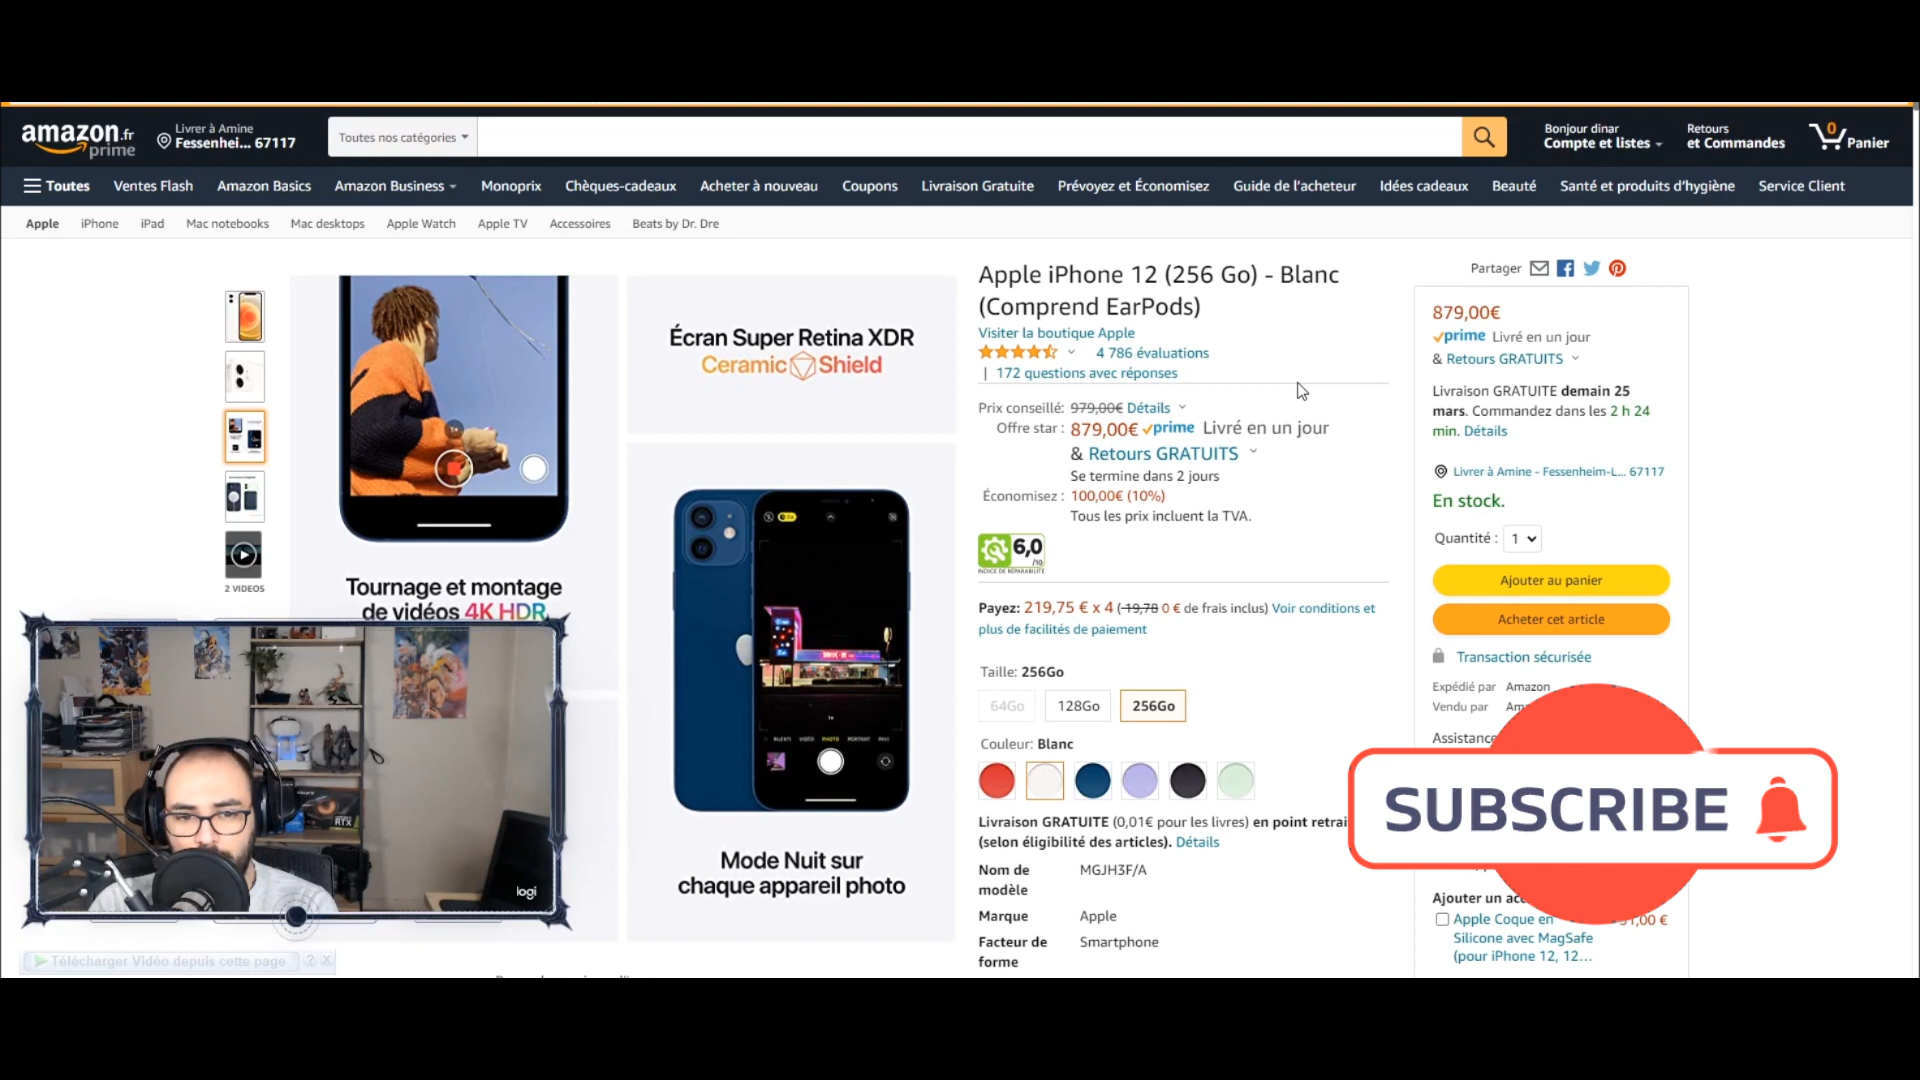 amazon.fr
prime
Livrer à Amine
Fessenhei... 67117
Toutes nos catégories
Bonjour dinar
Compte et listes
Retours
et Commandes
0
Panier
Toutes
Ventes Flash
Amazon Basics
Amazon Business
Monoprix
Chèques-cadeaux
Acheter à nouveau
Coupons
Livraison Gratuite
Prévoyez et Économisez
Guide de l'acheteur
Idées cadeaux
Beauté
Santé et produits d'hygiène
Service Client
Apple
iPhone
iPad
Mac notebooks
Mac desktops
Apple Watch
Apple TV
Accessoires
Beats by Dr. Dre
2 VIDEOS
Tournage et montage
de vidéos 4K HDR
Écran Super Retina XDR
Ceramic Shield
PHOTO
Mode Nuit sur
chaque appareil photo
Apple iPhone 12 (256 Go) - Blanc
(Comprend EarPods)
Visiter la boutique Apple
4 786 évaluations
| 172 questions avec réponses
Prix conseillé: 979,00€ Détails
Offre star : 879,00€ prime Livré en un jour
& Retours GRATUITS
Se termine dans 2 jours
Économisez : 100,00€ (10%)
Tous les prix incluent la TVA.
6,0
/10
INDICE DE RÉPARABILITÉ
Payez: 219,75 € x 4 (19,78 0 € de frais inclus) Voir conditions et
plus de facilités de paiement
Taille: 256Go
64Go
128Go
256Go
Couleur: Blanc
Livraison GRATUITE (0,01€ pour les livres) en point retrai
(selon éligibilité des articles). Détails
Nom de
modèle
MGJH3F/A
Marque
Apple
Facteur de
forme
Smartphone
Partager
879,00€
prime Livré en un jour
& Retours GRATUITS
Livraison GRATUITE demain 25
mars. Commandez dans les 2 h 24
min. Détails
Livrer à Amine - Fessenheim-L... 67117
En stock.
Quantité : 1
Ajouter au panier
Acheter cet article
Transaction sécurisée
Expédié par Amazon
Vendu par
Assistance
SUBSCRIBE
Ajouter un
Apple Coque en
1,00 €
Silicone avec MagSafe
(pour iPhone 12, 12...
RTX
logi
Télécharger Vidéo depuis cette page ? X